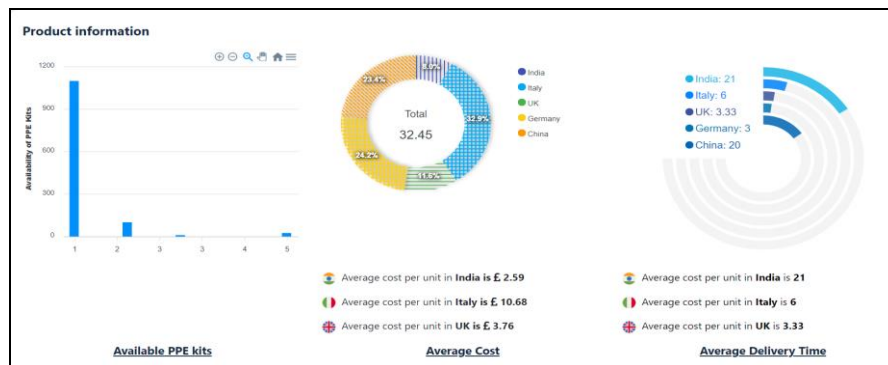 Product information
1200
900
600
300
0
Availability of PPE Kits
1 2 3 3 4 5
Available PPE kits
8.0%
32.9%
11.6%
24.2%
23.4%
Total
32.45
India
Italy
UK
Germany
China
Average cost per unit in India is £ 2.59
Average cost per unit in Italy is £ 10.68
Average cost per unit in UK is £ 3.76
Average Cost
India: 21
Italy: 6
UK: 3.33
Germany: 3
China: 20
Average cost per unit in India is 21
Average cost per unit in Italy is 6
Average cost per unit in UK is 3.33
Average Delivery Time